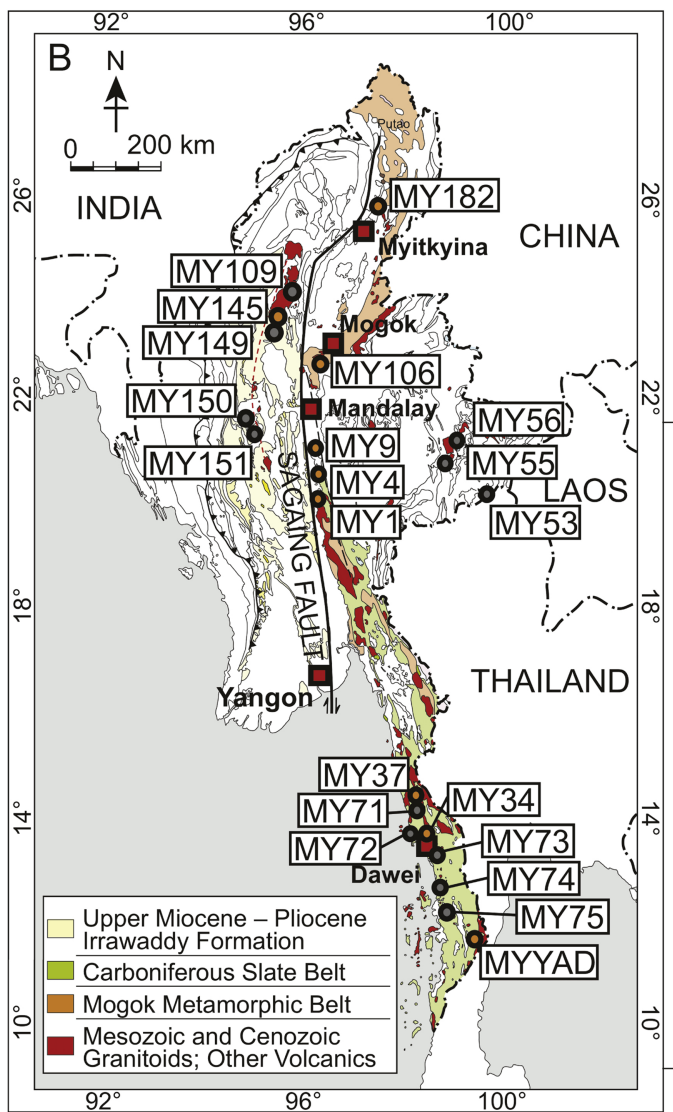 92° 96° 100°
B
N
0 200 km
Putao
26°
26°
INDIA
MY182
CHINA
Myitkyina
MY109
MY145
Mogok
MY149
MY106
22°
22°
MY150
Mandalay
MY56
MY9
MY151
MY55
MY4
LAOS
MY1
MY53
SAGAING FAULT
18°
18°
THAILAND
Yangon
MY37
MY34
14°
14°
MY71
MY72
MY73
Dawei
MY74
MY75
MYYAD
Upper Miocene – Pliocene
Irrawaddy Formation
Carboniferous Slate Belt
Mogok Metamorphic Belt
Mesozoic and Cenozoic
Granitoids; Other Volcanics
10°
10°
92° 96° 100°